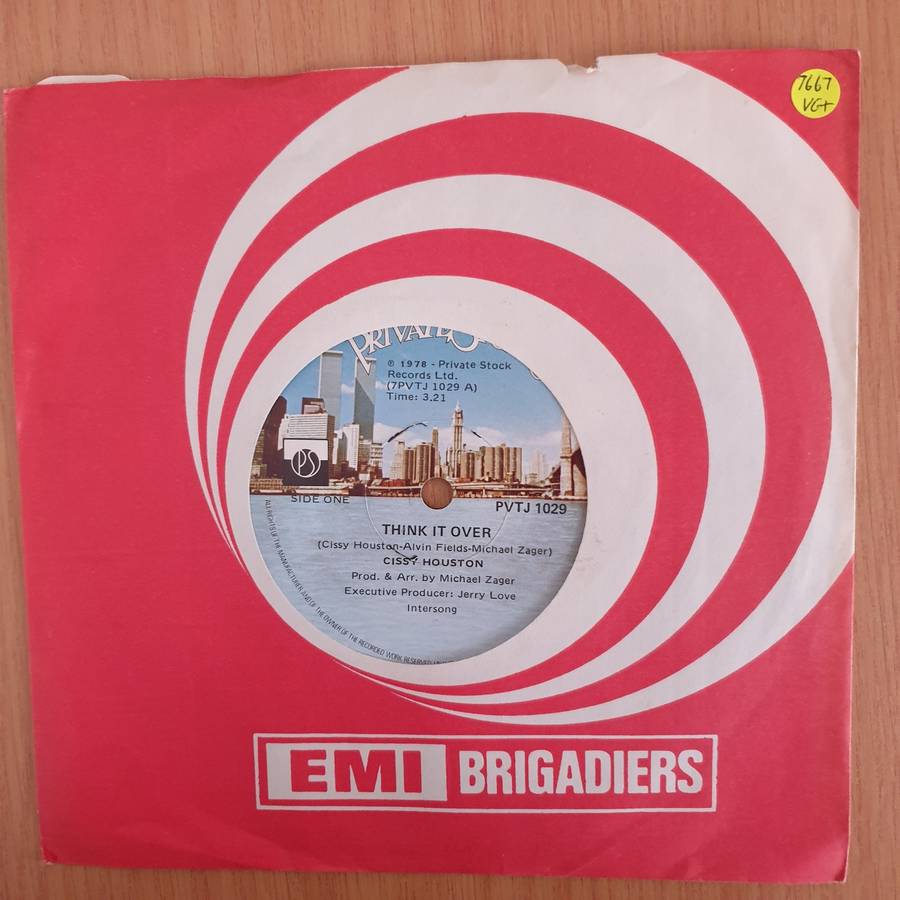 7667
VG+
PRIVATE
℗ 1978 - Private Stock
Records Ltd.
(7PVTJ 1029 A)
Time: 3.21
PS
SIDE ONE
PVTJ 1029
THINK IT OVER
(Cissy Houston-Alvin Fields-Michael Zager)
CISSY HOUSTON
Prod. & Arr. by Michael Zager
Executive Producer: Jerry Love
Intersong
ALL RIGHTS OF THE MANUFACTURER AND OF THE OWNER OF THE RECORDED WORK RESERVED
EMI BRIGADIERS